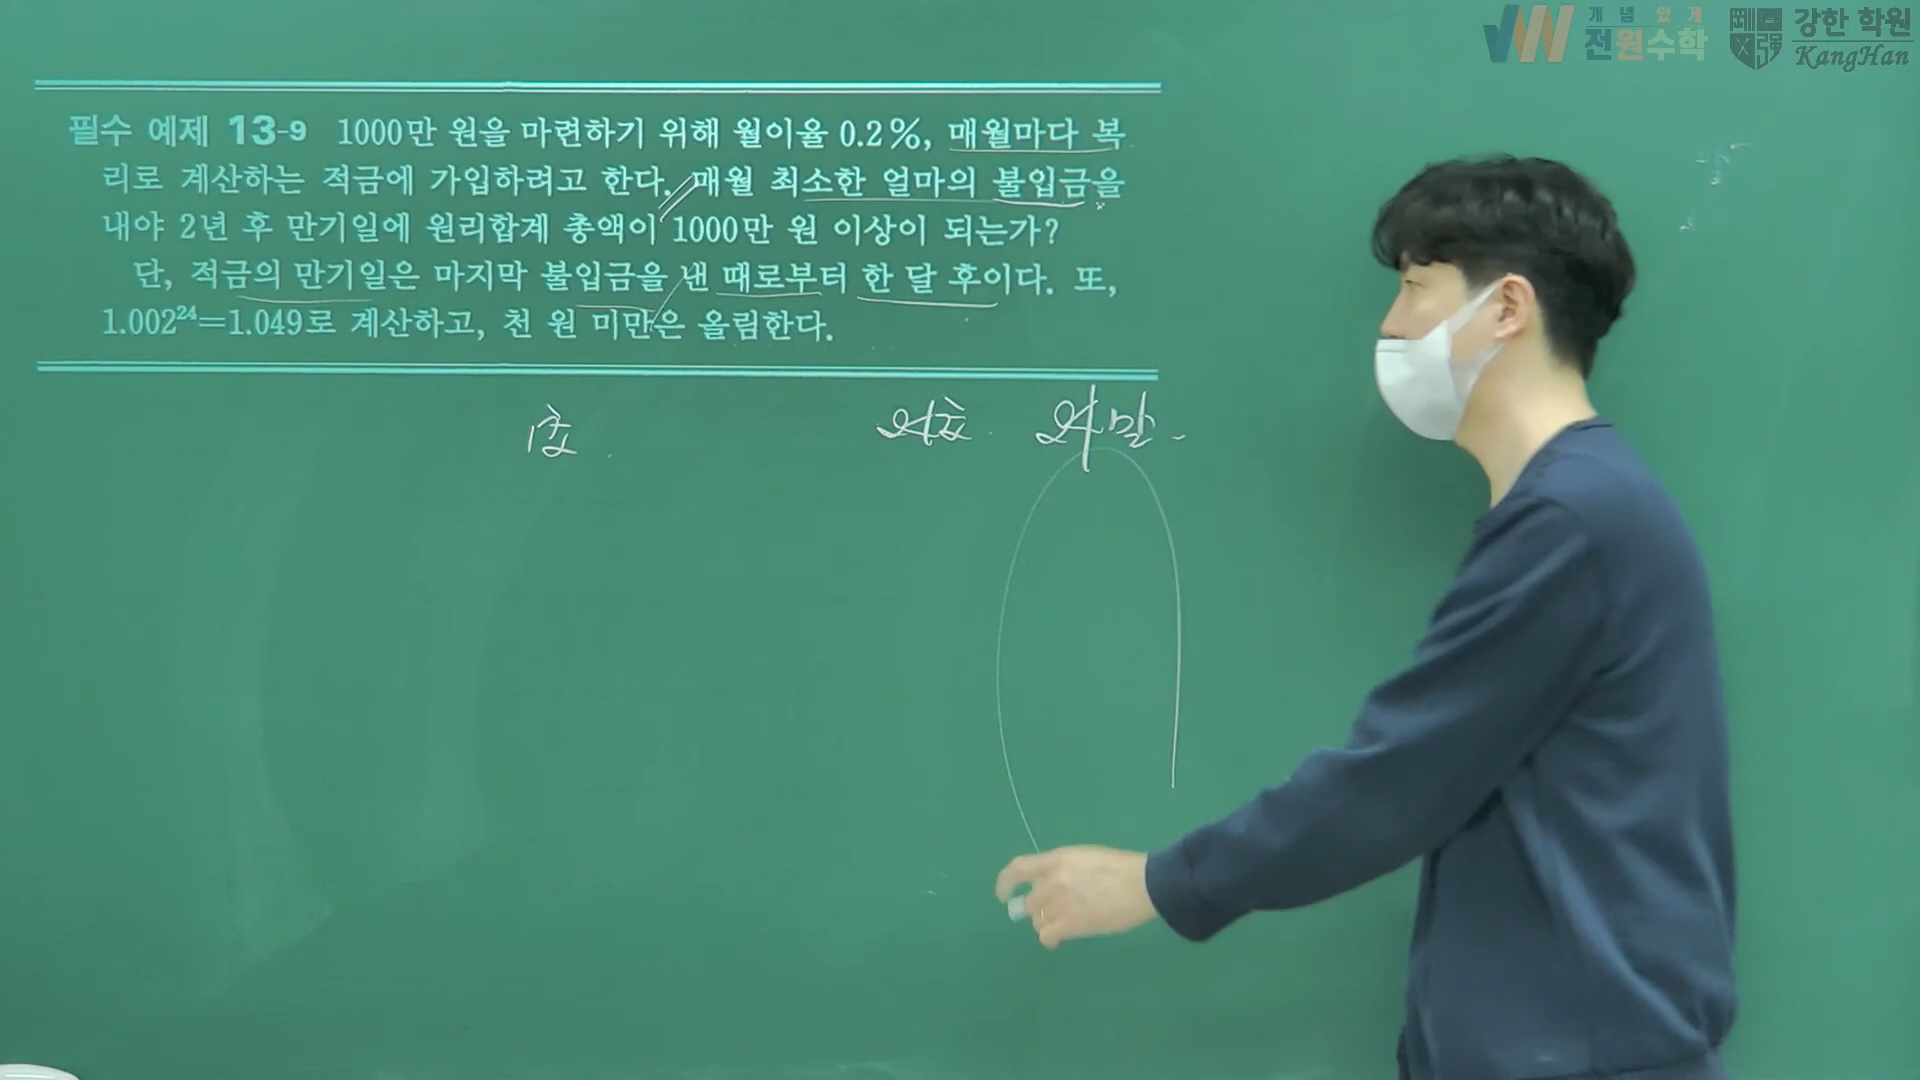 개념 있게
전원수학
강한 학원
KangHan
필수 예제 13-9 1000만 원을 마련하기 위해 월이율 0.2%, 매월마다 복
리로 계산하는 적금에 가입하려고 한다. 매월 최소한 얼마의 불입금을
내야 2년 후 만기일에 원리합계 총액이 1000만 원 이상이 되는가?
단, 적금의 만기일은 마지막 불입금을 낸 때로부터 한 달 후이다. 또,
1.002²⁴=1.049로 계산하고, 천 원 미만은 올림한다.
1초 여초 여말